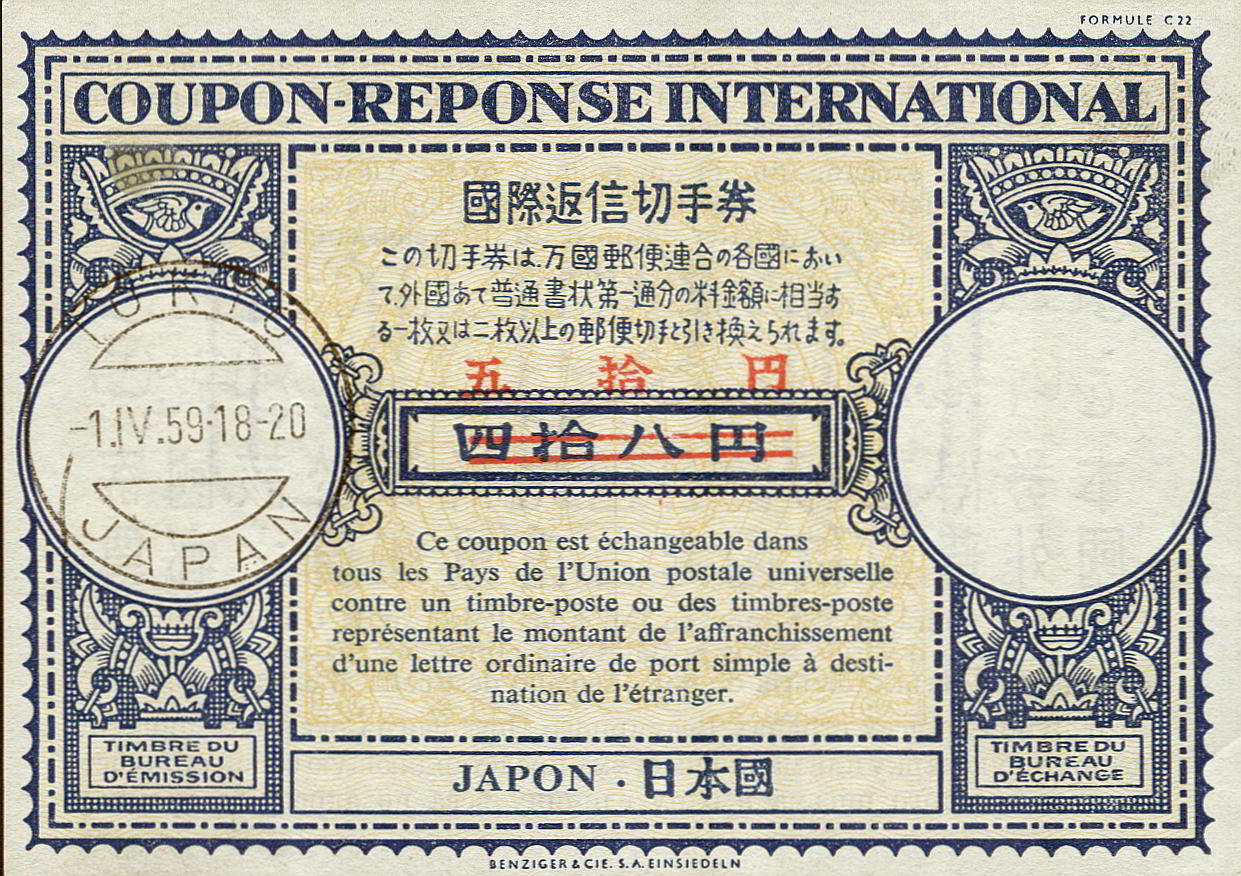 FORMULE C 22
COUPON-REPONSE INTERNATIONAL
國際返信切手券
この切手券は、万國郵便連合の各國におい
て、外國あて普通書状第一通分の料金額に相当す
る一枚又は二枚以上の郵便切手と引き換えられます。
五拾円
四拾八円
TOKYO
-1.IV.59·18-20
JAPAN
Ce coupon est échangeable dans
tous les Pays de l'Union postale universelle
contre un timbre-poste ou des timbres-poste
représentant le montant de l'affranchissement
d'une lettre ordinaire de port simple à desti-
nation de l'étranger.
TIMBRE DU
BUREAU
D'ÉMISSION
JAPON · 日本國
TIMBRE DU
BUREAU
D'ÉCHANGE
BENZIGER & CIE. S.A. EINSIEDELN